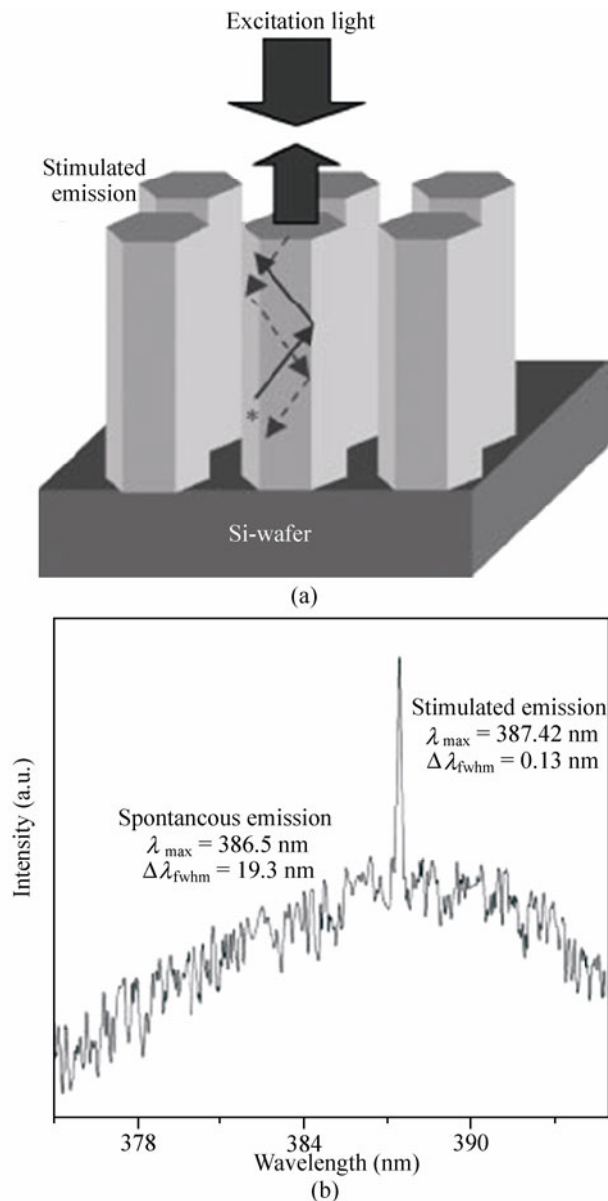 Excitation light
Stimulated
emission
*
Si-wafer
(a)
Stimulated emission
λ max = 387.42 nm
Δλfwhm = 0.13 nm
Spontancous emission
λ max = 386.5 nm
Δλfwhm = 19.3 nm
Intensity (a.u.)
378 384 390
Wavelength (nm)
(b)